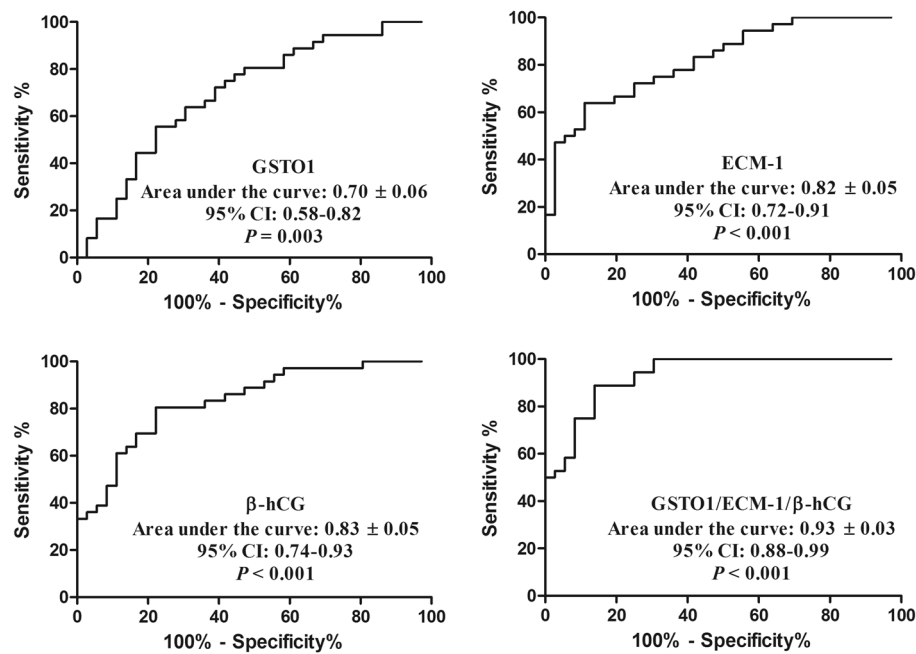 Sensitivity %
100
80
60
40
20
0
GSTO1
Area under the curve: 0.70 ± 0.06
95% CI: 0.58-0.82
P = 0.003
0 20 40 60 80 100
100% - Specificity%
Sensitivity %
100
80
60
40
20
0
ECM-1
Area under the curve: 0.82 ± 0.05
95% CI: 0.72-0.91
P < 0.001
0 20 40 60 80 100
100% - Specificity%
Sensitivity %
100
80
60
40
20
0
β-hCG
Area under the curve: 0.83 ± 0.05
95% CI: 0.74-0.93
P < 0.001
0 20 40 60 80 100
100% - Specificity%
Sensitivity %
100
80
60
40
20
0
GSTO1/ECM-1/β-hCG
Area under the curve: 0.93 ± 0.03
95% CI: 0.88-0.99
P < 0.001
0 20 40 60 80 100
100% - Specificity%